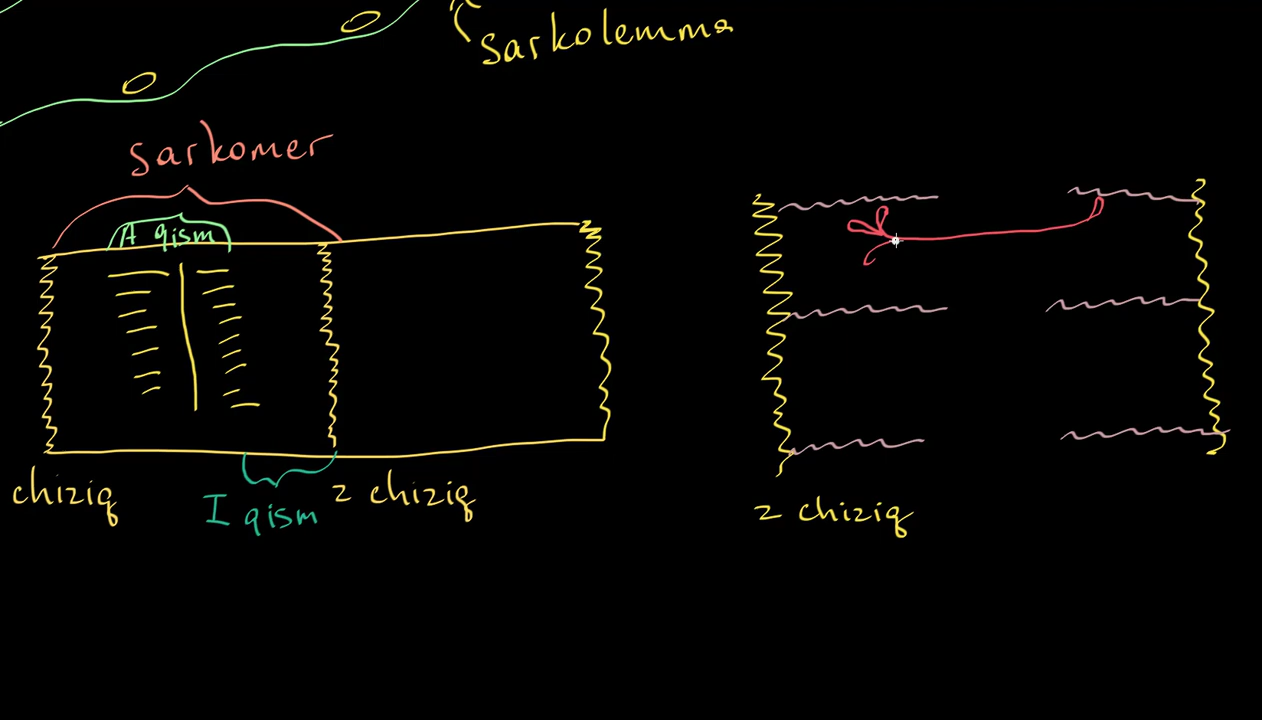 sarkolemma
sarkomer
A qism
chiziq
I qism
z chiziq
z chiziq